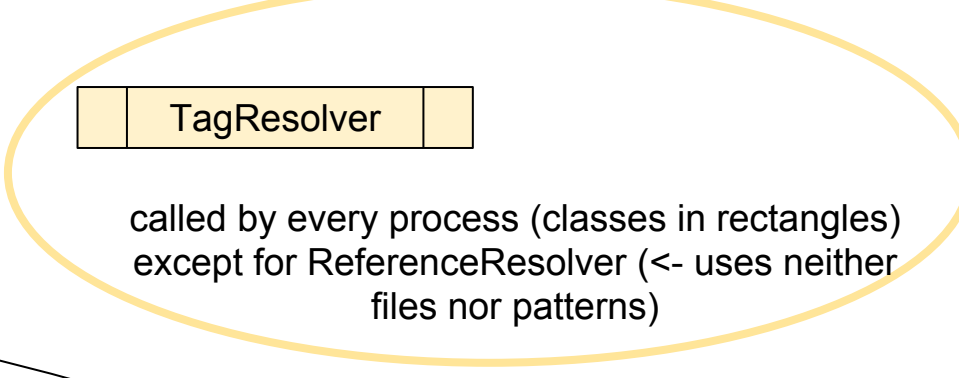 TagResolver
called by every process (classes in rectangles)
except for ReferenceResolver (<- uses neither
files nor patterns)